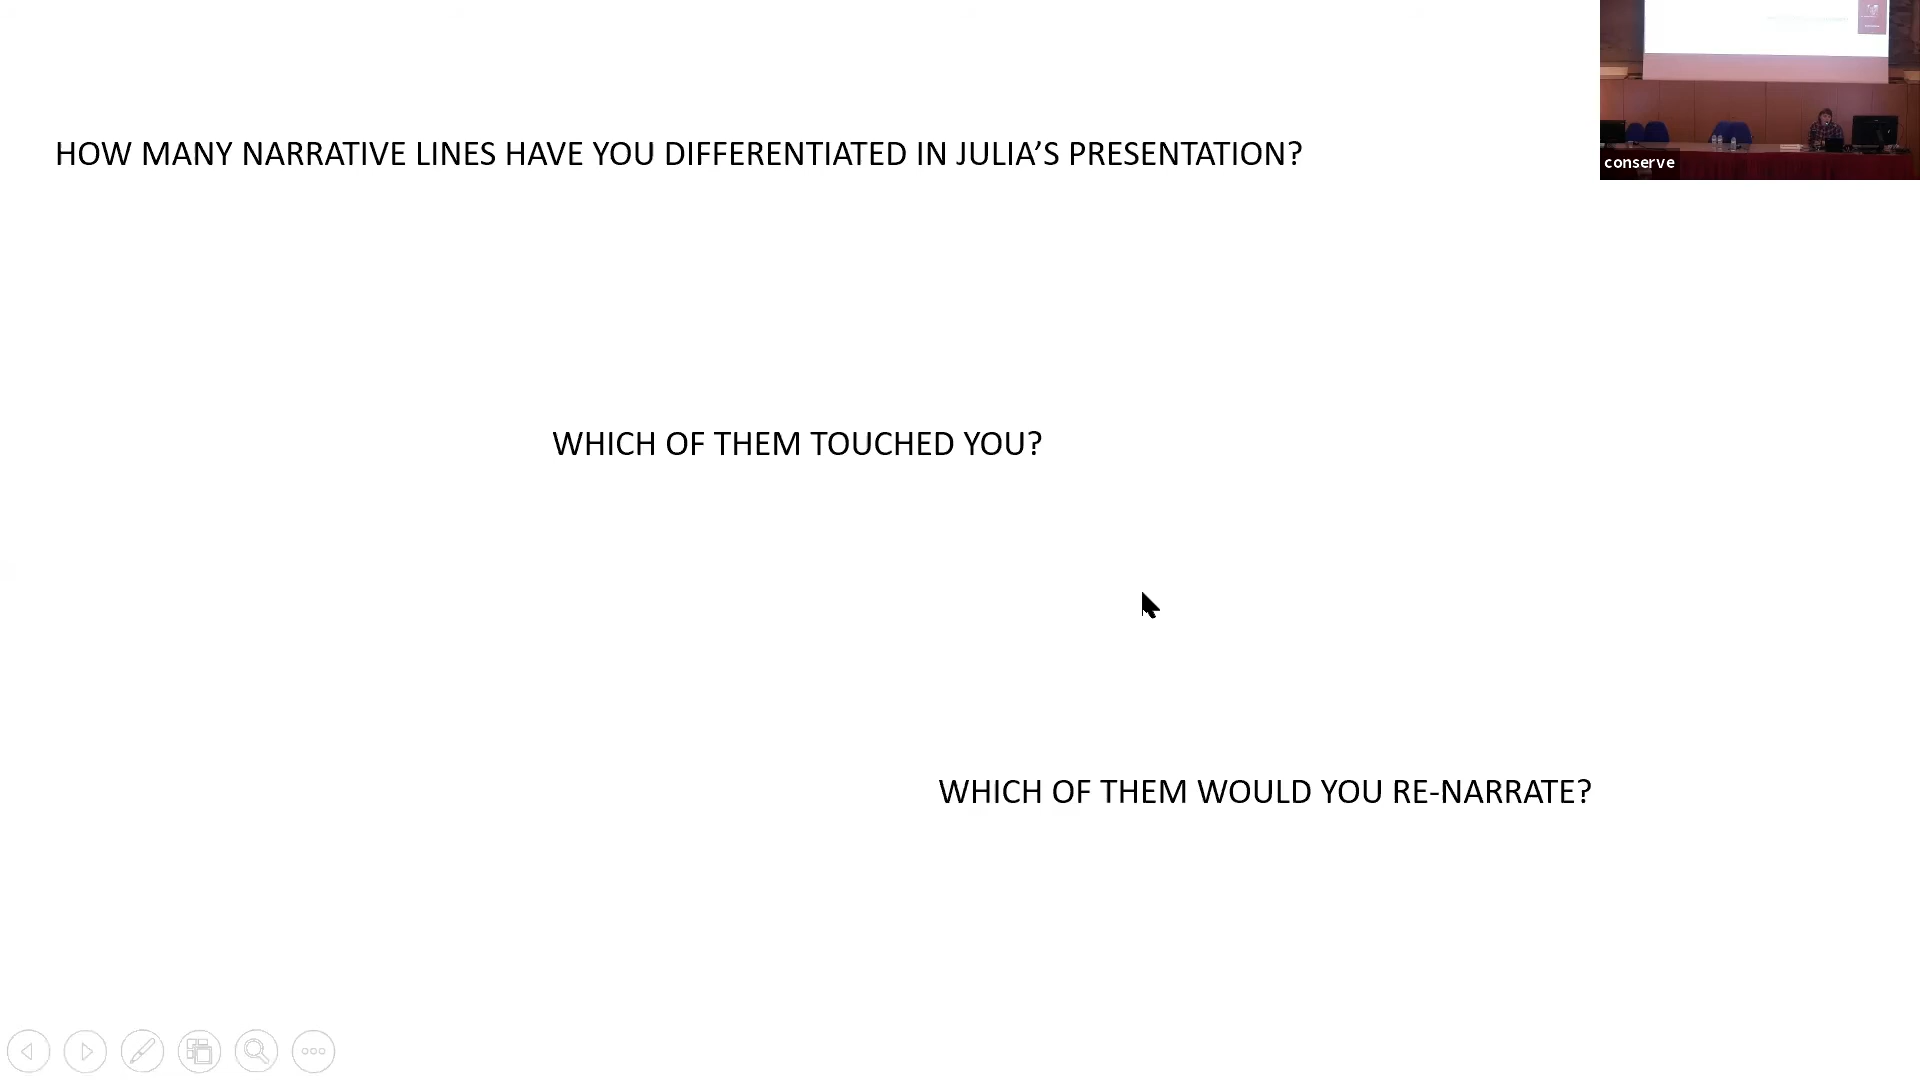 HOW MANY NARRATIVE LINES HAVE YOU DIFFERENTIATED IN JULIA’S PRESENTATION?
conserve
WHICH OF THEM TOUCHED YOU?
WHICH OF THEM WOULD YOU RE-NARRATE?